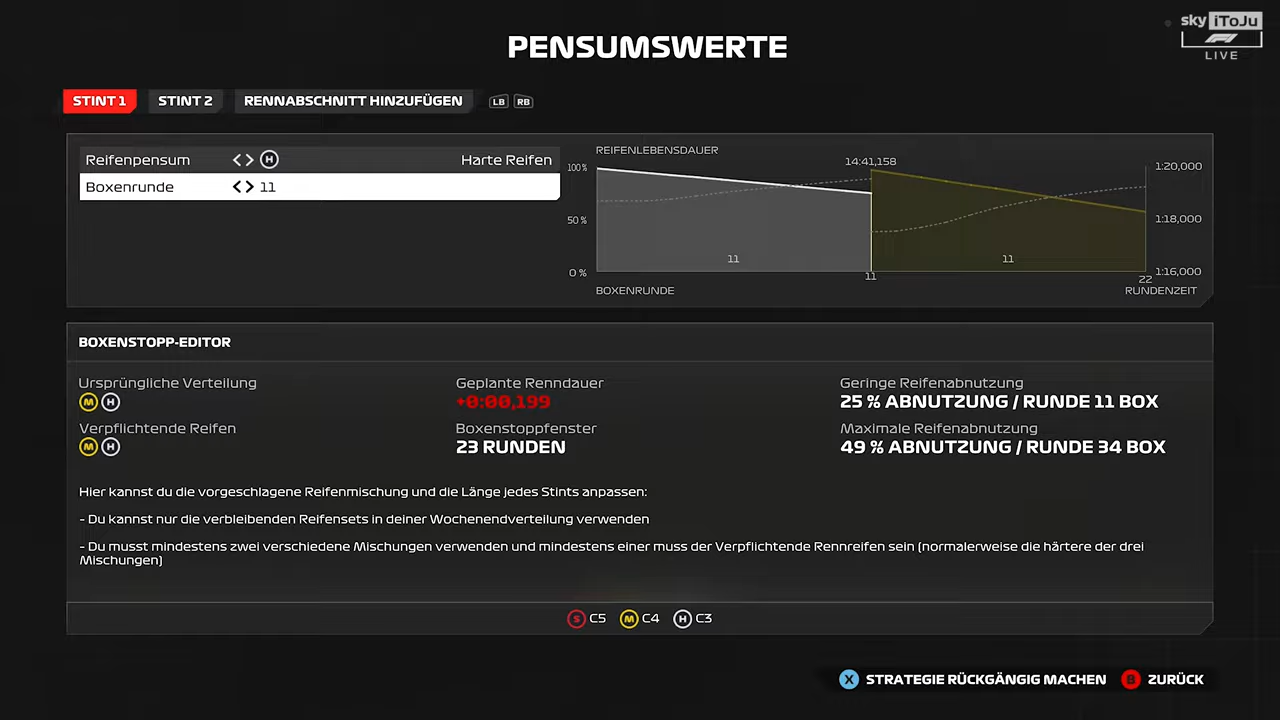 sky iToJu
LIVE
PENSUMSWERTE
STINT 1 STINT 2 RENNABSCHNITT HINZUFÜGEN LB RB
Reifenpensum <> H Harte Reifen
Boxenrunde <> 11
REIFENLEBENSDAUER
14:41,158
100% 1:20,000
50% 1:18,000
11 11
0% 1:16,000
11 22
BOXENRUNDE RUNDENZEIT
BOXENSTOPP-EDITOR
Ursprüngliche Verteilung Geplante Renndauer Geringe Reifenabnutzung
M H +0:00,199 25 % ABNUTZUNG / RUNDE 11 BOX
Verpflichtende Reifen Boxenstoppfenster Maximale Reifenabnutzung
M H 23 RUNDEN 49 % ABNUTZUNG / RUNDE 34 BOX
Hier kannst du die vorgeschlagene Reifenmischung und die Länge jedes Stints anpassen:
- Du kannst nur die verbleibenden Reifensets in deiner Wochenendverteilung verwenden
- Du musst mindestens zwei verschiedene Mischungen verwenden und mindestens einer muss der Verpflichtende Rennreifen sein (normalerweise die härtere der drei
Mischungen)
S C5 M C4 H C3
X STRATEGIE RÜCKGÄNGIG MACHEN B ZURÜCK